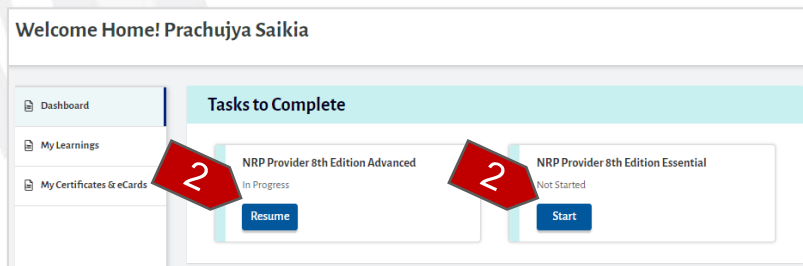 Welcome Home! Prachujya Saikia
Dashboard
My Learnings
My Certificates & eCards
Tasks to Complete
NRP Provider 8th Edition Advanced
In Progress
Resume
2
NRP Provider 8th Edition Essential
Not Started
Start
2